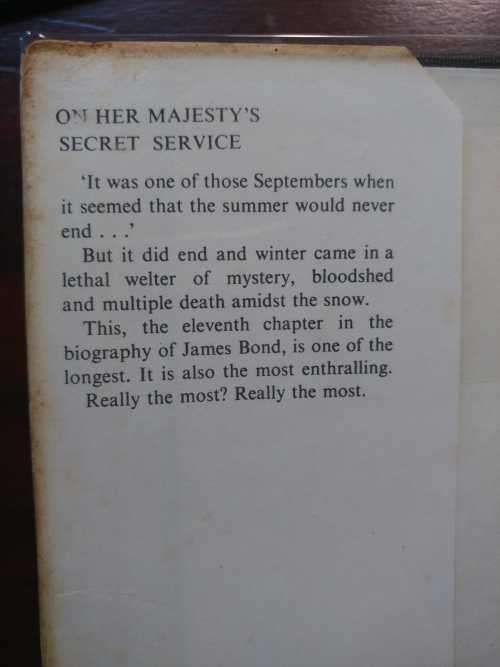 ON HER MAJESTY'S
SECRET SERVICE
'It was one of those Septembers when
it seemed that the summer would never
end . . .'
But it did end and winter came in a
lethal welter of mystery, bloodshed
and multiple death amidst the snow.
This, the eleventh chapter in the
biography of James Bond, is one of the
longest. It is also the most enthralling.
Really the most? Really the most.